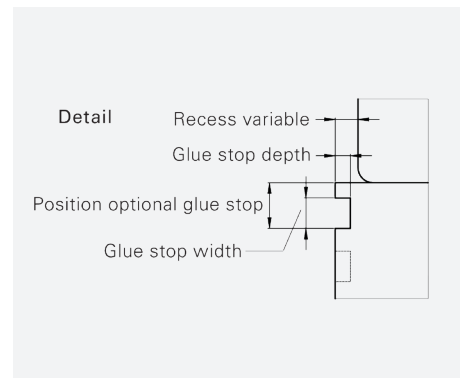 Detail
Recess variable
Glue stop depth
Position optional glue stop
Glue stop width